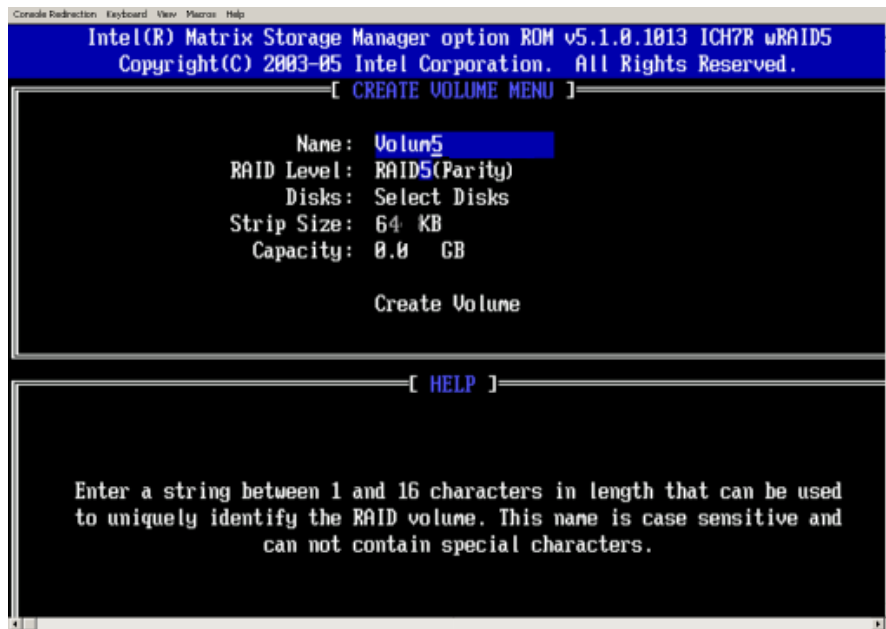 Console Redirection Keyboard View Macros Help
Intel(R) Matrix Storage Manager option ROM v5.1.0.1013 ICH7R wRAID5
Copyright(C) 2003-05 Intel Corporation. All Rights Reserved.
[ CREATE VOLUME MENU ]
Name: Volum5
RAID Level: RAID5(Parity)
Disks: Select Disks
Strip Size: 64 KB
Capacity: 0.0 GB
Create Volume
[ HELP ]
Enter a string between 1 and 16 characters in length that can be used
to uniquely identify the RAID volume. This name is case sensitive and
can not contain special characters.